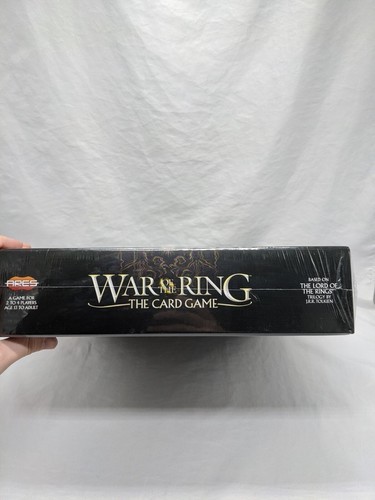 ARES
A GAME FOR
2 TO 4 PLAYERS
AGE 13 TO ADULT
WAR OF THE RING
THE CARD GAME
BASED ON
THE LORD OF
THE RINGS
TRILOGY BY
J.R.R. TOLKIEN